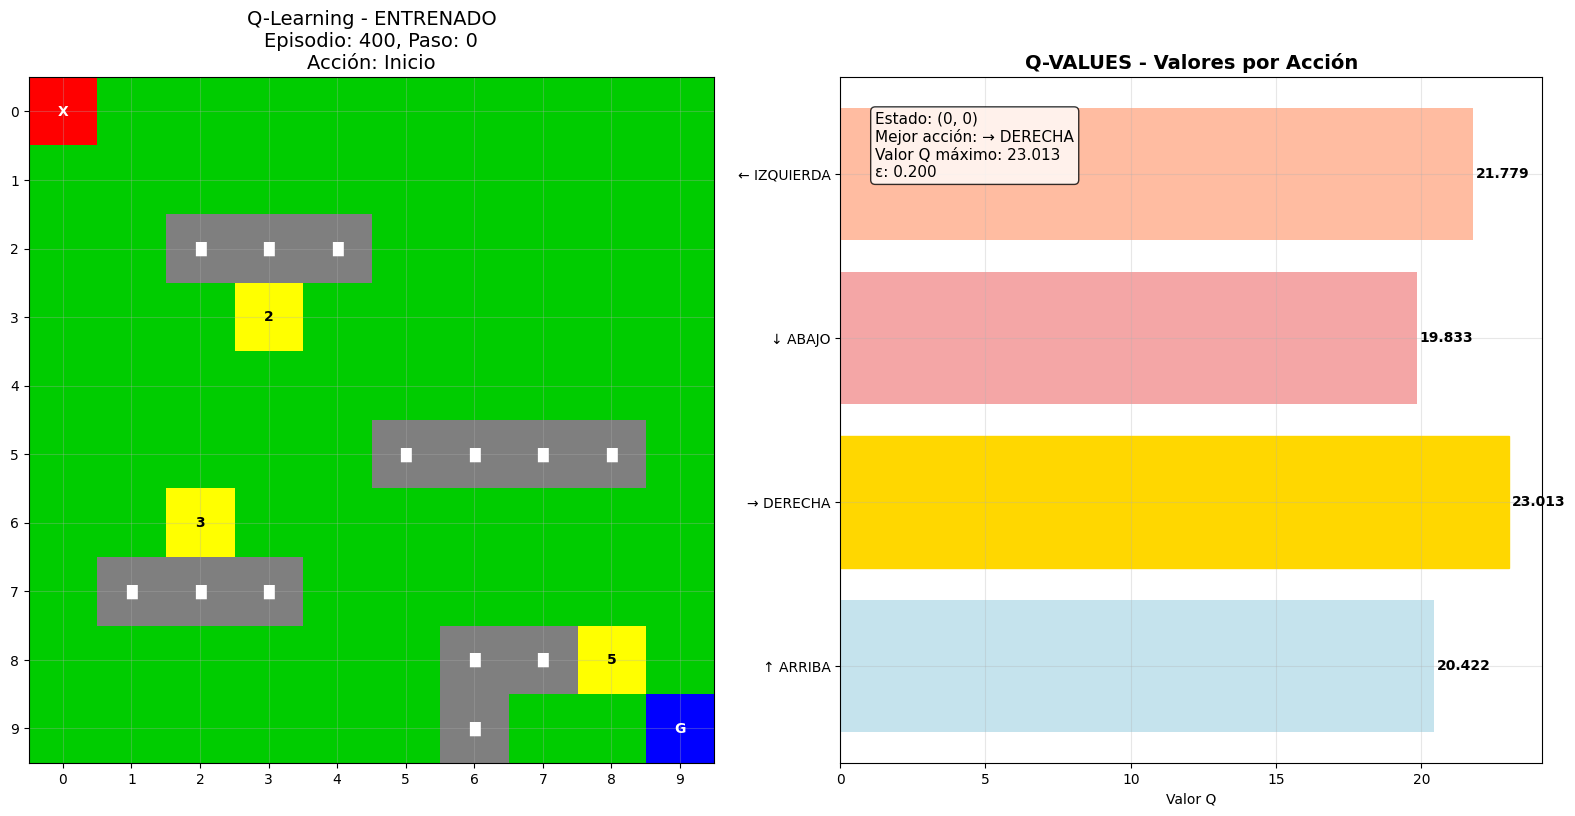 Q-Learning - ENTRENADO
Episodio: 400, Paso: 0
Acción: Inicio
0
X
1
2
3
2
4
5
6
3
7
8
5
9
G
0 1 2 3 4 5 6 7 8 9
Q-VALUES - Valores por Acción
Estado: (0, 0)
Mejor acción: → DERECHA
Valor Q máximo: 23.013
ε: 0.200
← IZQUIERDA
21.779
↓ ABAJO
19.833
→ DERECHA
23.013
↑ ARRIBA
20.422
0 5 10 15 20
Valor Q